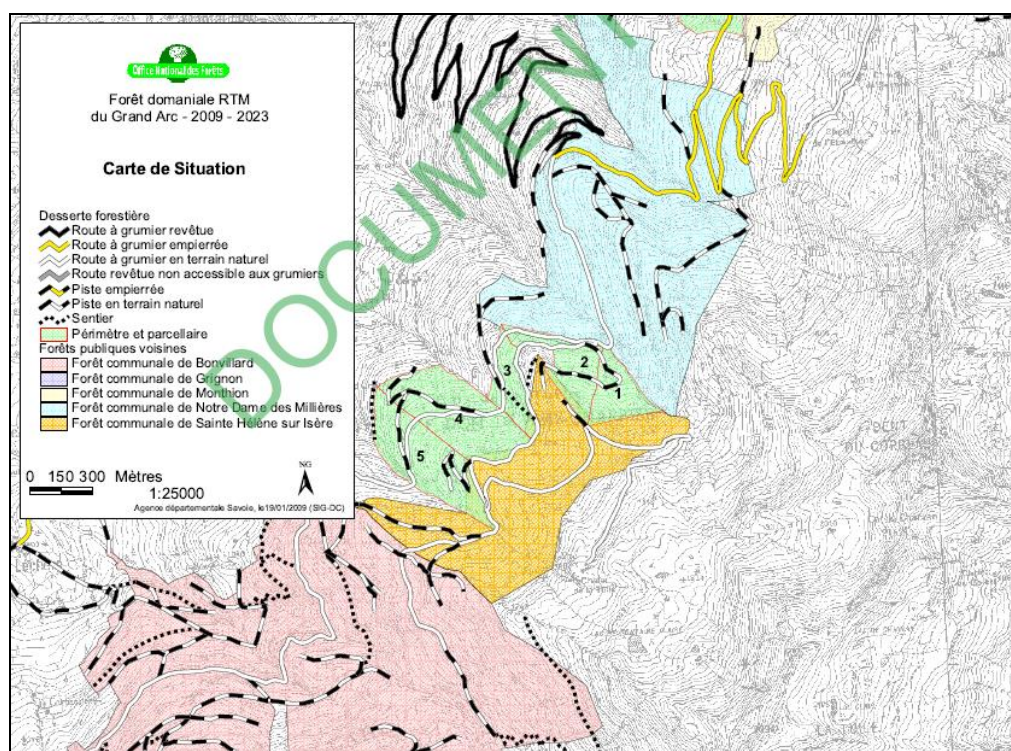 Office National des Forêts
Forêt domaniale RTM
du Grand Arc - 2009 - 2023
Carte de Situation
Desserte forestière
Route à grumier revêtue
Route à grumier empierrée
Route à grumier en terrain naturel
Route revêtue non accessible aux grumiers
Piste empierrée
Piste en terrain naturel
Sentier
Périmètre et parcellaire
Forêts publiques voisines
Forêt communale de Bonvillard
Forêt communale de Grignon
Forêt communale de Monthion
Forêt communale de Notre Dame des Millières
Forêt communale de Sainte Hélène sur Isère
0 150 300 Mètres
1:25000
NG
Agence départementale Savoie, le 19/01/2009 (SIG-DC)
DOCUMENT
2
3
1
4
5